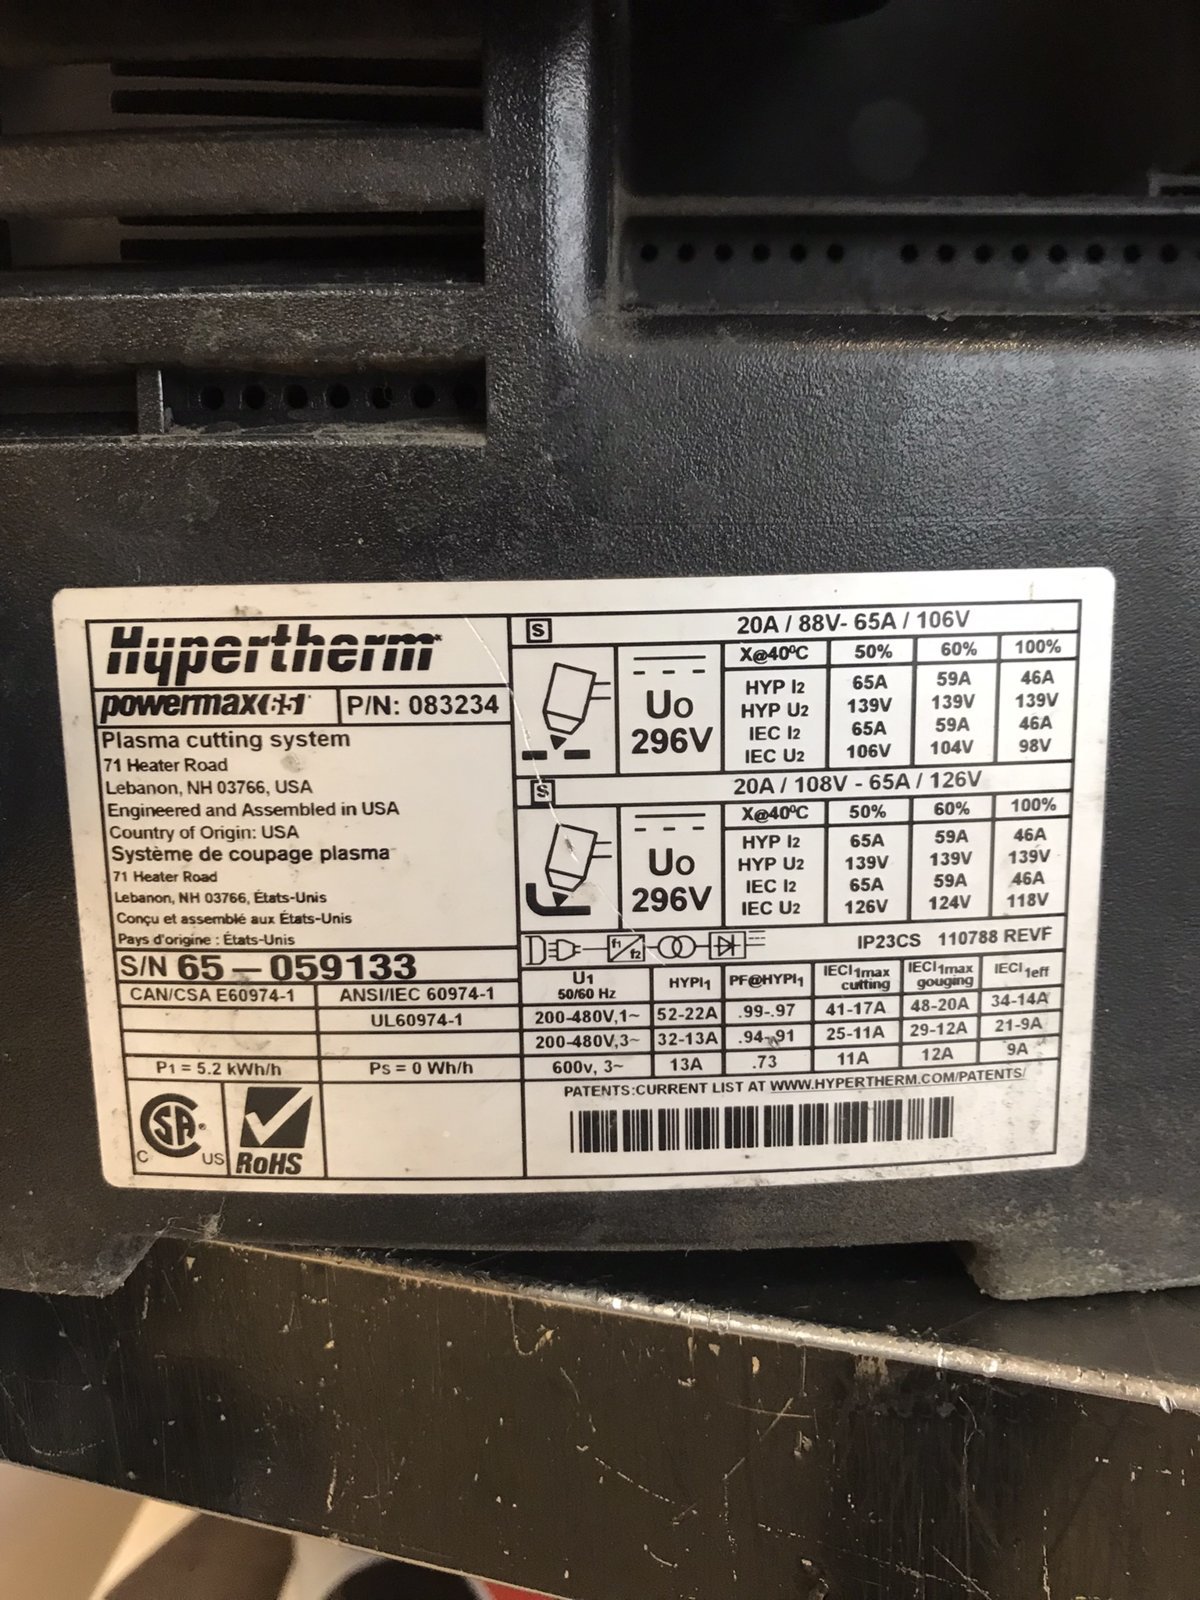 Hypertherm
powermax65 P/N: 083234
Plasma cutting system
71 Heater Road
Lebanon, NH 03766, USA
Engineered and Assembled in USA
Country of Origin: USA
Système de coupage plasma
71 Heater Road
Lebanon, NH 03766, États-Unis
Conçu et assemblé aux États-Unis
Pays d'origine : États-Unis
S/N 65-059133
CAN/CSA E60974-1 ANSI/IEC 60974-1
UL60974-1
P1 = 5.2 kWh/h Ps = 0 Wh/h
C SA US RoHS
S 20A / 88V- 65A / 106V
U0
296V
X@40ºC 50% 60% 100%
HYP I2 65A 59A 46A
HYP U2 139V 139V 139V
IEC I2 65A 59A 46A
IEC U2 106V 104V 98V
S 20A / 108V - 65A / 126V
U0
296V
X@40ºC 50% 60% 100%
HYP I2 65A 59A 46A
HYP U2 139V 139V 139V
IEC I2 65A 59A 46A
IEC U2 126V 124V 118V
f1/f2 IP23CS 110788 REVF
U1 50/60 Hz HYPI1 PF@HYPI1 IECI1max cutting IECI1max gouging IECI1eff
200-480V,1~ 52-22A .99-.97 41-17A 48-20A 34-14A
200-480V,3~ 32-13A .94-.91 25-11A 29-12A 21-9A
600v, 3~ 13A .73 11A 12A 9A
PATENTS:CURRENT LIST AT WWW.HYPERTHERM.COM/PATENTS/